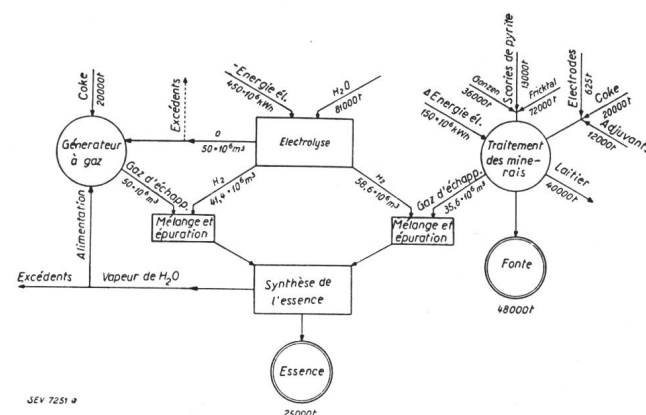 Coke
20000t
Excédents
Energie él.
450·10⁶kWh
H₂O
81000t
Gonzen
36000t
Scories de pyrite
13000t
Fricktal
72000t
Electrodes
625t
Coke
20000t
Adjuvants
12000t
Δ Energie él.
150·10⁶kWh
Générateur
à gaz
O
50·10⁶m³
Electrolyse
Traitement
des mine-
rais
Laitier
40000t
Gaz d'échapp.
50·10⁶m³
H₂
41,4·10⁶m³
H₂
58,6·10⁶m³
Gaz d'échapp.
35,6·10⁶m³
Alimentation
Mélange et
épuration
Mélange et
épuration
Fonte
48000t
Excédents
Vapeur de H₂O
Synthèse de
l'essence
Essence
25000t
SEV 7251 a